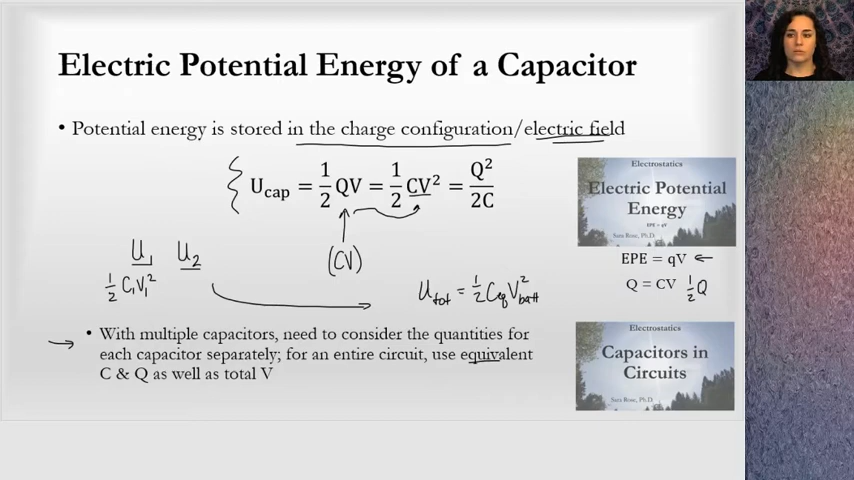 Electric Potential Energy of a Capacitor
• Potential energy is stored in the charge configuration/electric field
U_cap = 1/2 QV = 1/2 CV² = Q²/2C
(CV)
U₁ U₂
1/2 C₁V₁²
U_tot = 1/2 C_eq V_batt²
• With multiple capacitors, need to consider the quantities for
each capacitor separately; for an entire circuit, use equivalent
C & Q as well as total V
Electrostatics
Electric Potential
Energy
EPE = qV
Sara Rose, Ph.D.
EPE = qV ←
Q = CV 1/2 Q
Electrostatics
Capacitors in
Circuits
Sara Rose, Ph.D.